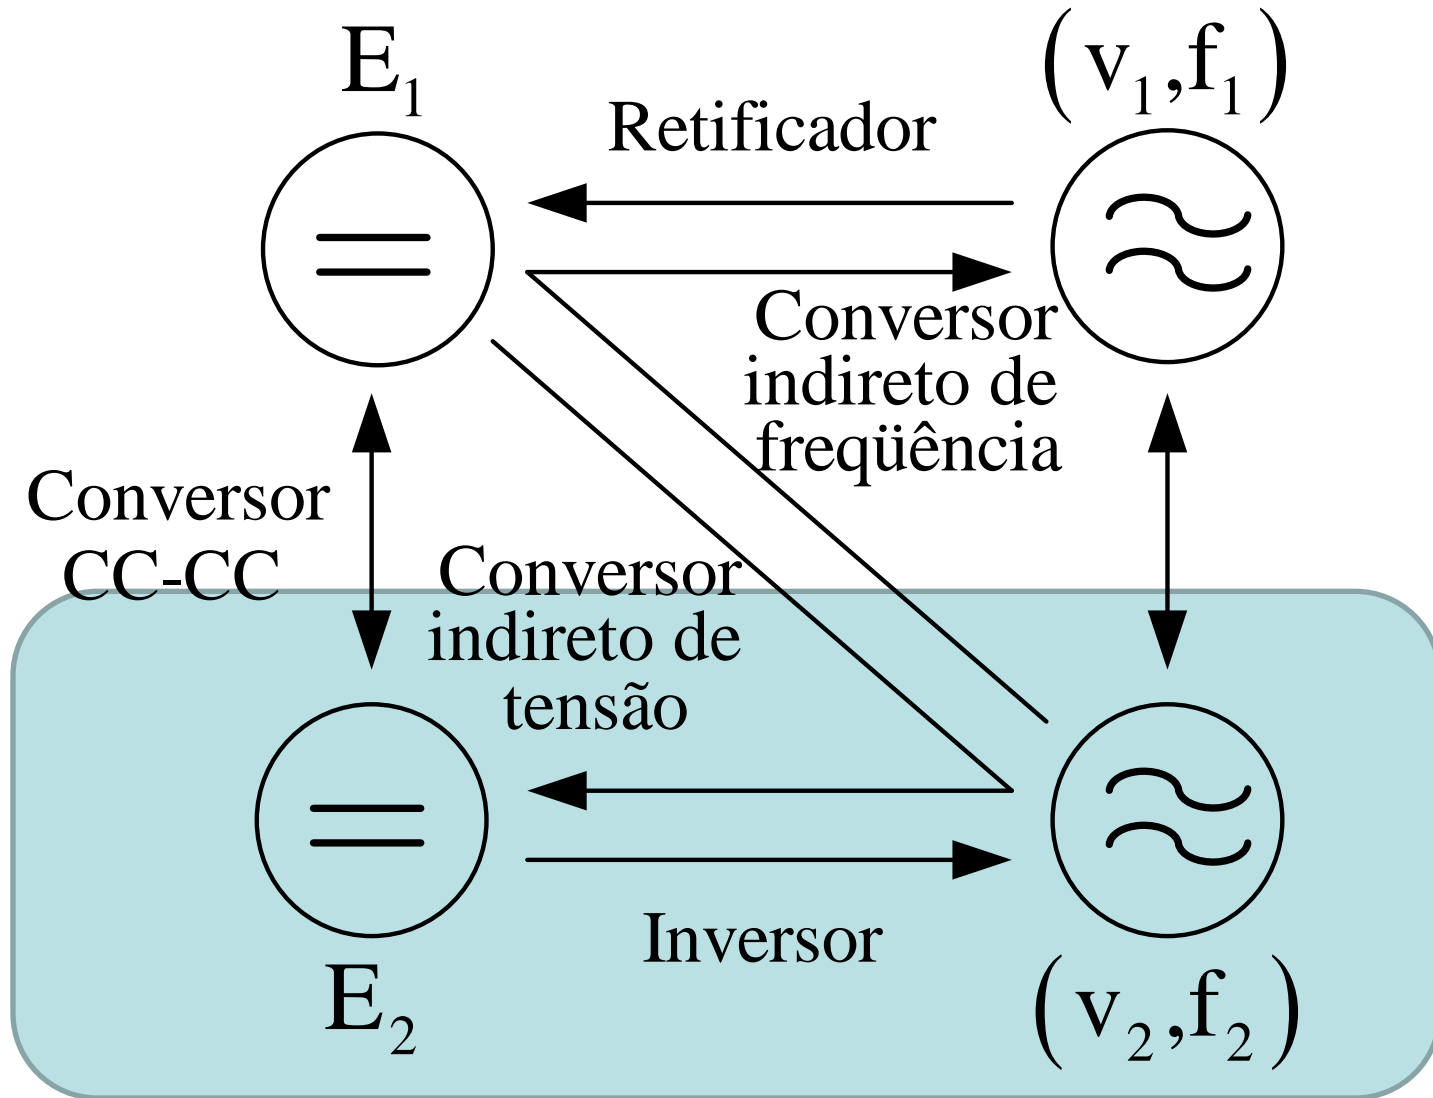 E₁
(v₁,f₁)
Retificador
Conversor
indireto de
freqüência
Conversor
CC-CC
Conversor
indireto de
tensão
Inversor
E₂
(v₂,f₂)